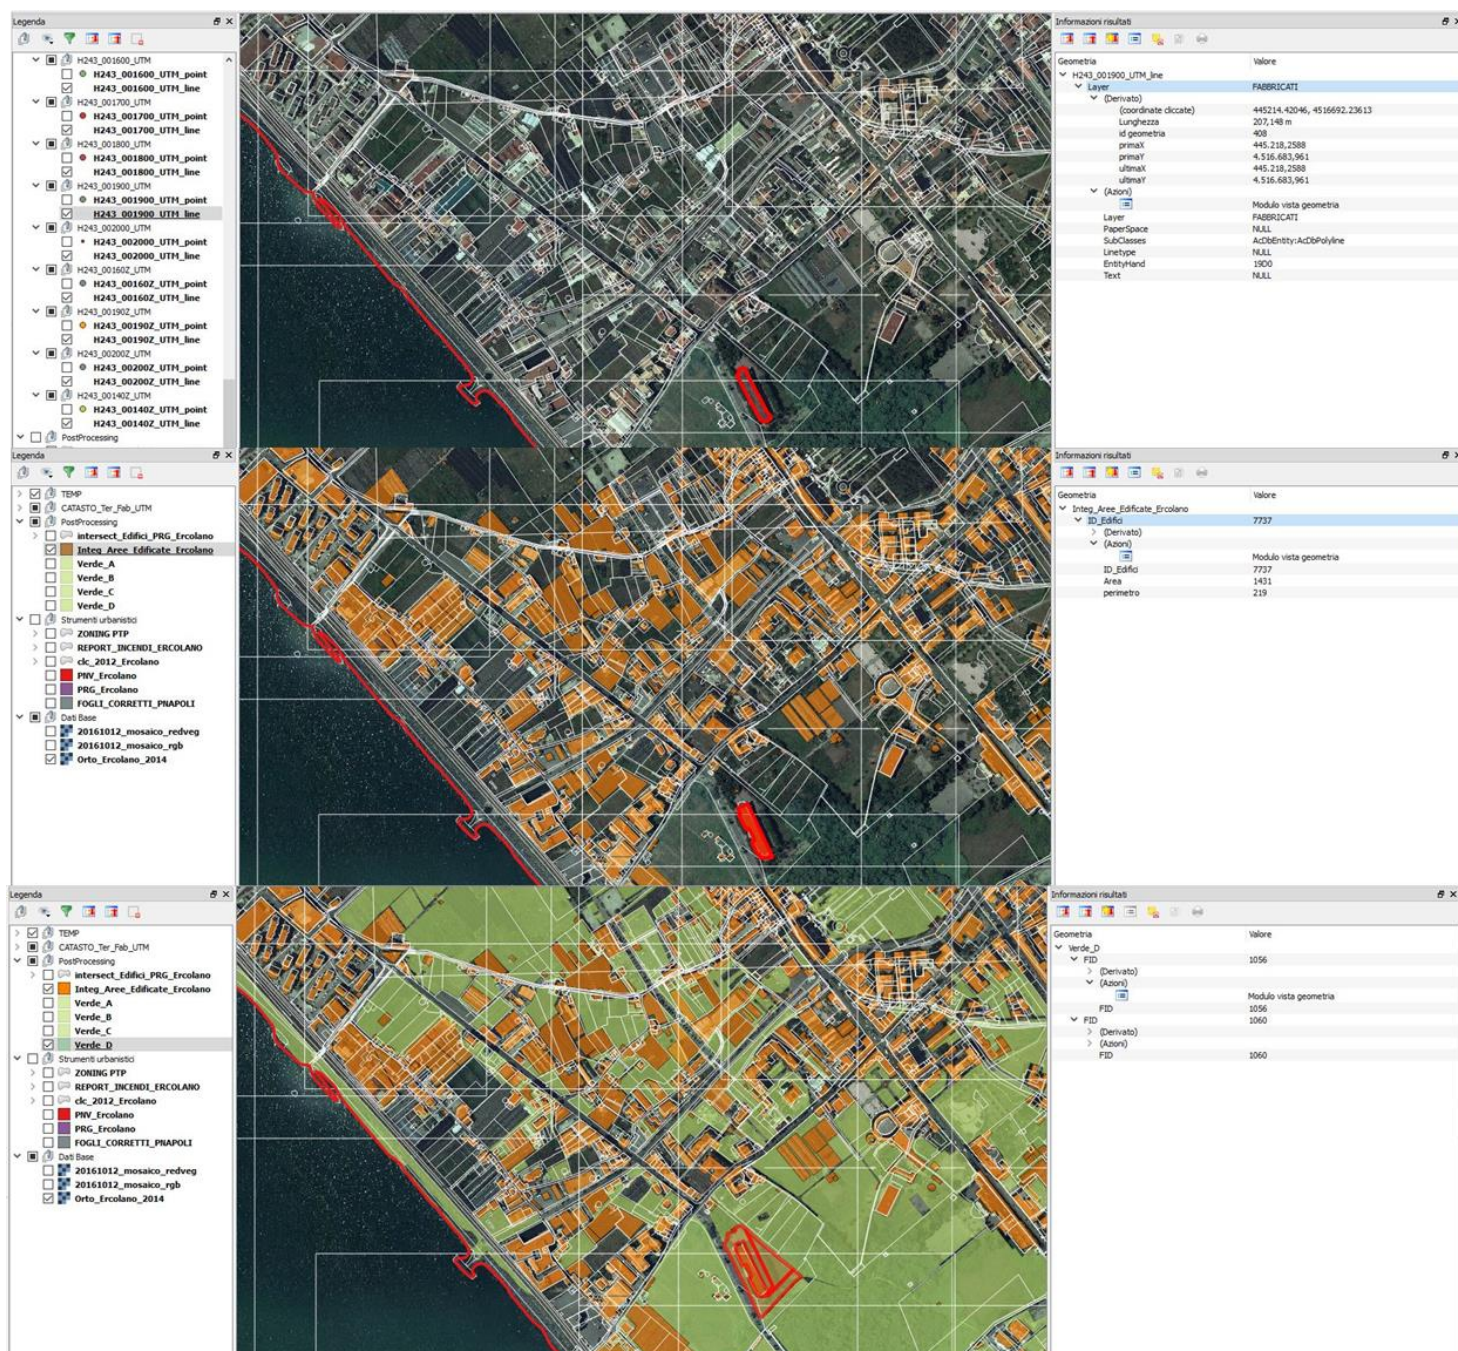 Legenda
H243_001600_UTM
H243_001600_UTM_point
H243_001600_UTM_line
H243_001700_UTM
H243_001700_UTM_point
H243_001700_UTM_line
H243_001800_UTM
H243_001800_UTM_point
H243_001800_UTM_line
H243_001900_UTM
H243_001900_UTM_point
H243_001900_UTM_line
H243_002000_UTM
H243_002000_UTM_point
H243_002000_UTM_line
H243_00160Z_UTM
H243_00160Z_UTM_point
H243_00160Z_UTM_line
H243_00190Z_UTM
H243_00190Z_UTM_point
H243_00190Z_UTM_line
H243_00200Z_UTM
H243_00200Z_UTM_point
H243_00200Z_UTM_line
H243_00140Z_UTM
H243_00140Z_UTM_point
H243_00140Z_UTM_line
PostProcessing
Informazioni risultati
Geometria Valore
H243_001900_UTM_line
Layer FABBRICATI
(Derivato)
(coordinate cliccate) 445214.42046, 4516692.23613
Lunghezza 207,148 m
id geometria 408
primaX 445.218,2588
primaY 4.516.683,961
ultimaX 445.218,2588
ultimaY 4.516.683,961
(Azioni)
Modulo vista geometria
Layer FABBRICATI
PaperSpace NULL
SubClasses AcDbEntity:AcDbPolyline
Linetype NULL
EntityHand 19D0
Text NULL
Legenda
TEMP
CATASTO_Ter_Fab_UTM
PostProcessing
intersect_Edifici_PRG_Ercolano
Integ_Aree_Edificate_Ercolano
Verde_A
Verde_B
Verde_C
Verde_D
Strumenti urbanistici
ZONING PTP
REPORT_INCENDI_ERCOLANO
clc_2012_Ercolano
PNV_Ercolano
PRG_Ercolano
FOGLI_CORRETTI_PNAPOLI
Dati Base
20161012_mosaico_redveg
20161012_mosaico_rgb
Orto_Ercolano_2014
Informazioni risultati
Geometria Valore
Integ_Aree_Edificate_Ercolano
ID_Edifici 7737
(Derivato)
(Azioni)
Modulo vista geometria
ID_Edifici 7737
Area 1431
perimetro 219
Legenda
TEMP
CATASTO_Ter_Fab_UTM
PostProcessing
intersect_Edifici_PRG_Ercolano
Integ_Aree_Edificate_Ercolano
Verde_A
Verde_B
Verde_C
Verde_D
Strumenti urbanistici
ZONING PTP
REPORT_INCENDI_ERCOLANO
clc_2012_Ercolano
PNV_Ercolano
PRG_Ercolano
FOGLI_CORRETTI_PNAPOLI
Dati Base
20161012_mosaico_redveg
20161012_mosaico_rgb
Orto_Ercolano_2014
Informazioni risultati
Geometria Valore
Verde_D
FID 1056
(Derivato)
(Azioni)
Modulo vista geometria
FID 1056
FID 1060
(Derivato)
(Azioni)
FID 1060